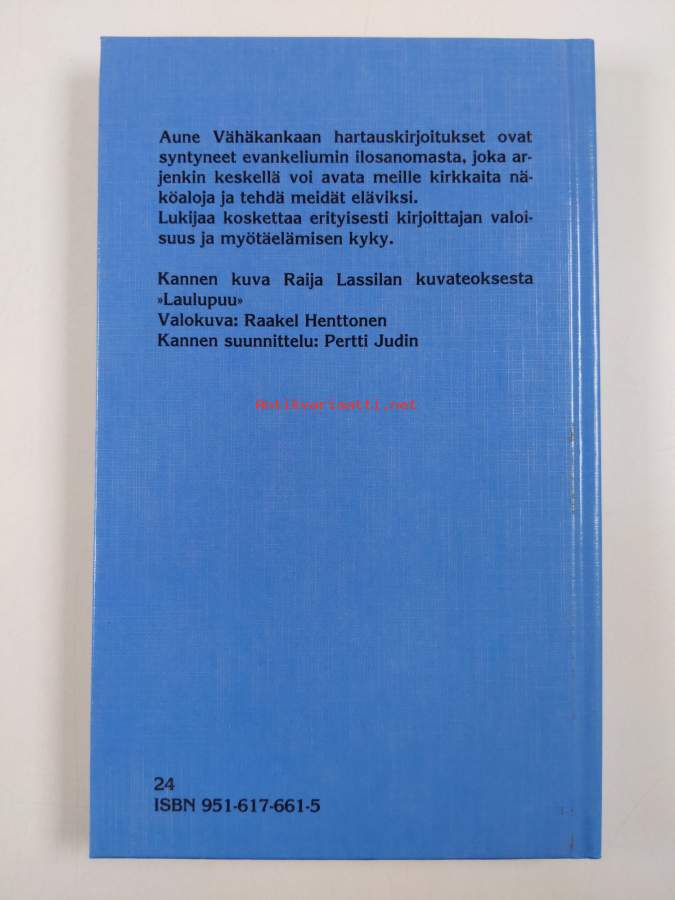 Aune Vähäkankaan hartauskirjoitukset ovat
syntyneet evankeliumin ilosanomasta, joka ar-
jenkin keskellä voi avata meille kirkkaita nä-
köaloja ja tehdä meidät eläviksi.
Lukijaa koskettaa erityisesti kirjoittajan valoi-
suus ja myötäelämisen kyky.
Kannen kuva Raija Lassilan kuvateoksesta
»Laulupuu»
Valokuva: Raakel Henttonen
Kannen suunnittelu: Pertti Judin
Antikvariaatti.net
24
ISBN 951-617-661-5